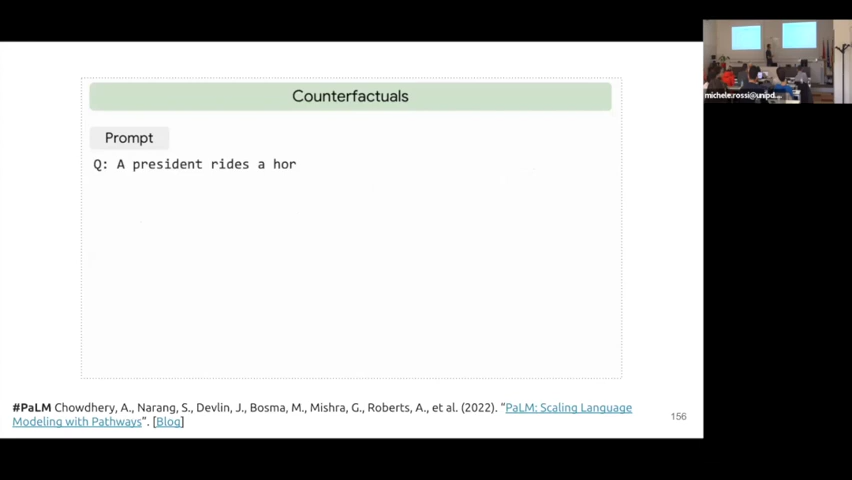 Counterfactuals
Prompt
Q: A president rides a hor
#PaLM Chowdhery, A., Narang, S., Devlin, J., Bosma, M., Mishra, G., Roberts, A., et al. (2022). “PaLM: Scaling Language
Modeling with Pathways”. [Blog]
156
michele.rossi@unipd....